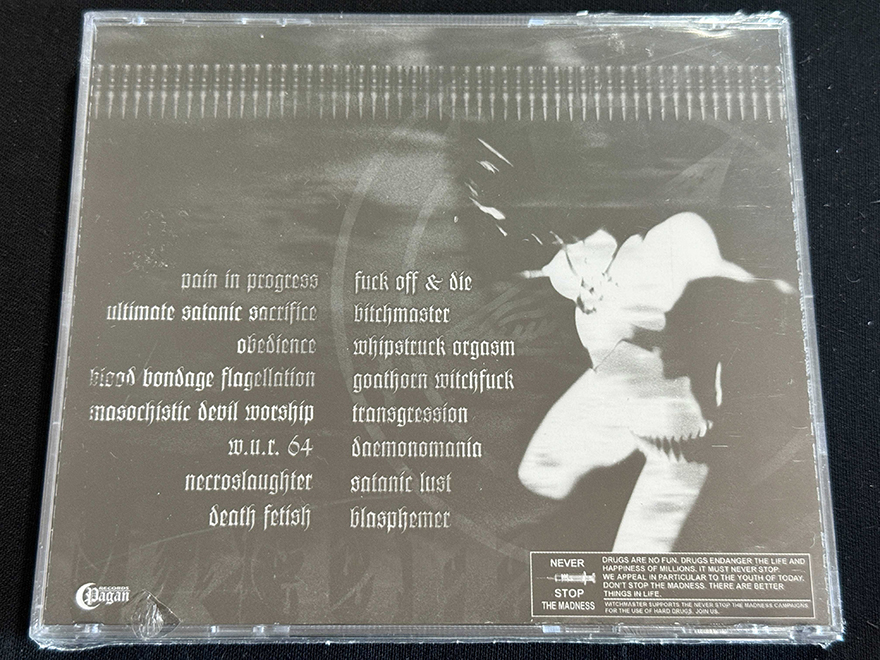 pain in progress
ultimate satanic sacrifice
obedience
blood bondage flagellation
masochistic devil worship
w.u.r. 64
necroslaughter
death fetish
fuck off & die
bitchmaster
whipstruck orgasm
goathorn witchfuck
transgression
daemonomania
satanic lust
blasphemer
RECORDS
Pagan
NEVER
STOP
THE MADNESS
DRUGS ARE NO FUN. DRUGS ENDANGER THE LIFE AND
HAPPINESS OF MILLIONS. IT MUST NEVER STOP.
WE APPEAL IN PARTICULAR TO THE YOUTH OF TODAY.
DON'T STOP THE MADNESS. THERE ARE BETTER
THINGS IN LIFE.
WITCHMASTER SUPPORTS THE NEVER STOP THE MADNESS CAMPAIGNS
FOR THE USE OF HARD DRUGS. JOIN US.